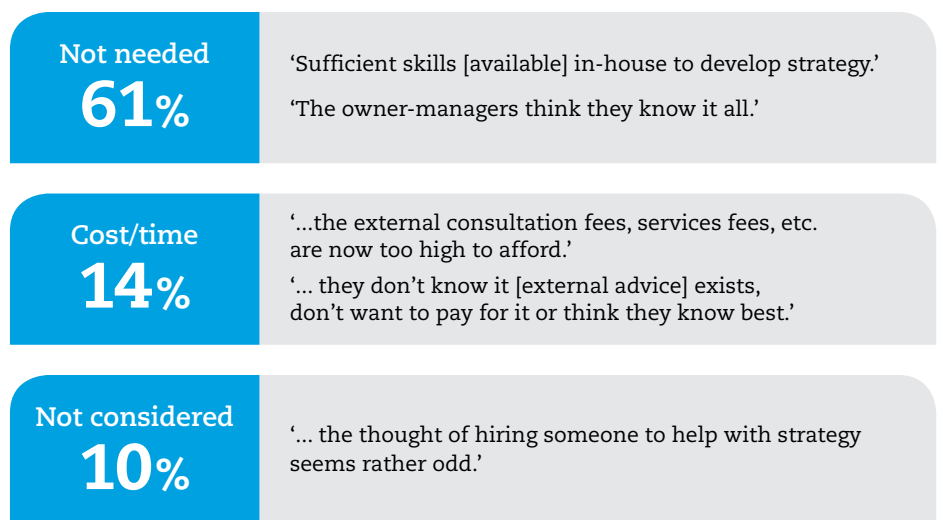 Not needed
61%
‘Sufficient skills [available] in-house to develop strategy.’
‘The owner-managers think they know it all.’
Cost/time
14%
‘...the external consultation fees, services fees, etc.
are now too high to afford.’
‘... they don’t know it [external advice] exists,
don’t want to pay for it or think they know best.’
Not considered
10%
‘... the thought of hiring someone to help with strategy
seems rather odd.’